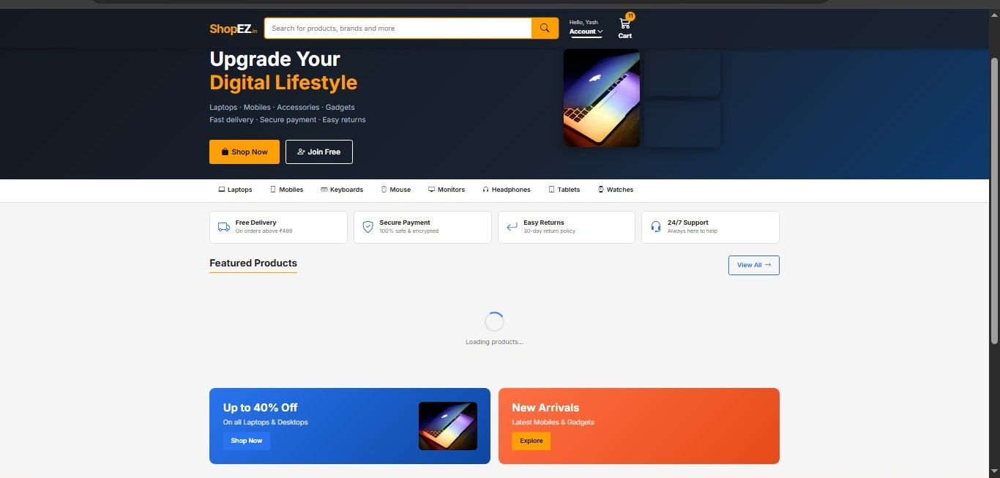 ShopEZ.in
Search for products, brands and more
Hello, Yash
Account
11
Cart
Upgrade Your
Digital Lifestyle
Laptops · Mobiles · Accessories · Gadgets
Fast delivery · Secure payment · Easy returns
Shop Now
Join Free
Laptops
Mobiles
Keyboards
Mouse
Monitors
Headphones
Tablets
Watches
Free Delivery
On orders above ₹499
Secure Payment
100% safe & encrypted
Easy Returns
30-day return policy
24/7 Support
Always here to help
Featured Products
View All →
Loading products...
Up to 40% Off
On all Laptops & Desktops
Shop Now
New Arrivals
Latest Mobiles & Gadgets
Explore